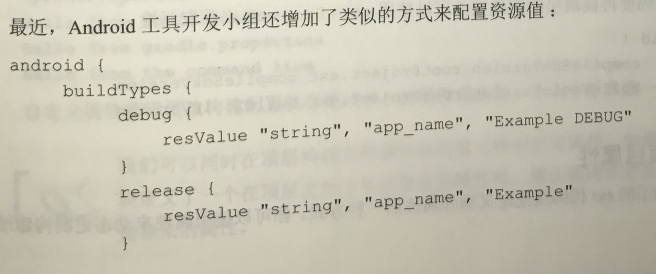 最近，Android 工具开发小组还增加了类似的方式来配置资源值：
android {
    buildTypes {
        debug {
            resValue "string", "app_name", "Example DEBUG"
        }
        release {
            resValue "string", "app_name", "Example"
        }